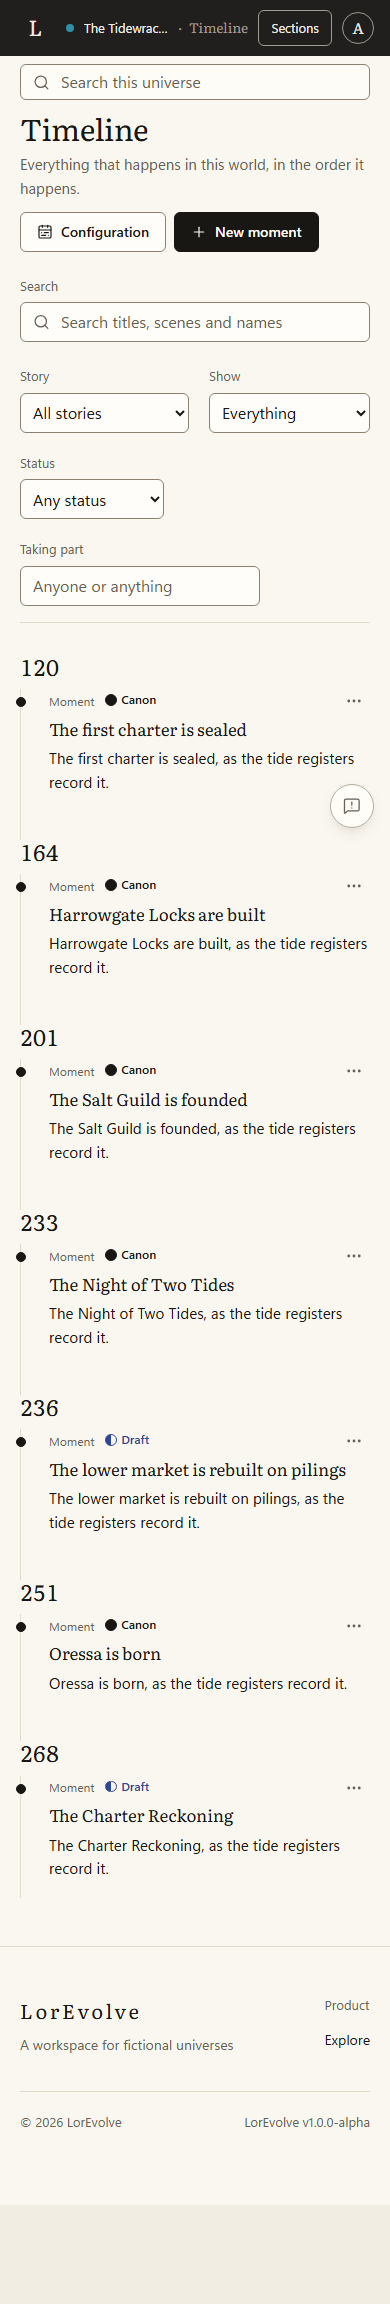 L
The Tidewrac... · Timeline
Sections
A
Search this universe
Timeline
Everything that happens in this world, in the order it
happens.
Configuration
New moment
Search
Search titles, scenes and names
Story
Show
All stories
Everything
Status
Any status
Taking part
Anyone or anything
120
Moment Canon
The first charter is sealed
The first charter is sealed, as the tide registers
record it.
164
Moment Canon
Harrowgate Locks are built
Harrowgate Locks are built, as the tide registers
record it.
201
Moment Canon
The Salt Guild is founded
The Salt Guild is founded, as the tide registers
record it.
233
Moment Canon
The Night of Two Tides
The Night of Two Tides, as the tide registers
record it.
236
Moment Draft
The lower market is rebuilt on pilings
The lower market is rebuilt on pilings, as the
tide registers record it.
251
Moment Canon
Oressa is born
Oressa is born, as the tide registers record it.
268
Moment Draft
The Charter Reckoning
The Charter Reckoning, as the tide registers
record it.
LorEvolve
A workspace for fictional universes
Product
Explore
© 2026 LorEvolve
LorEvolve v1.0.0-alpha